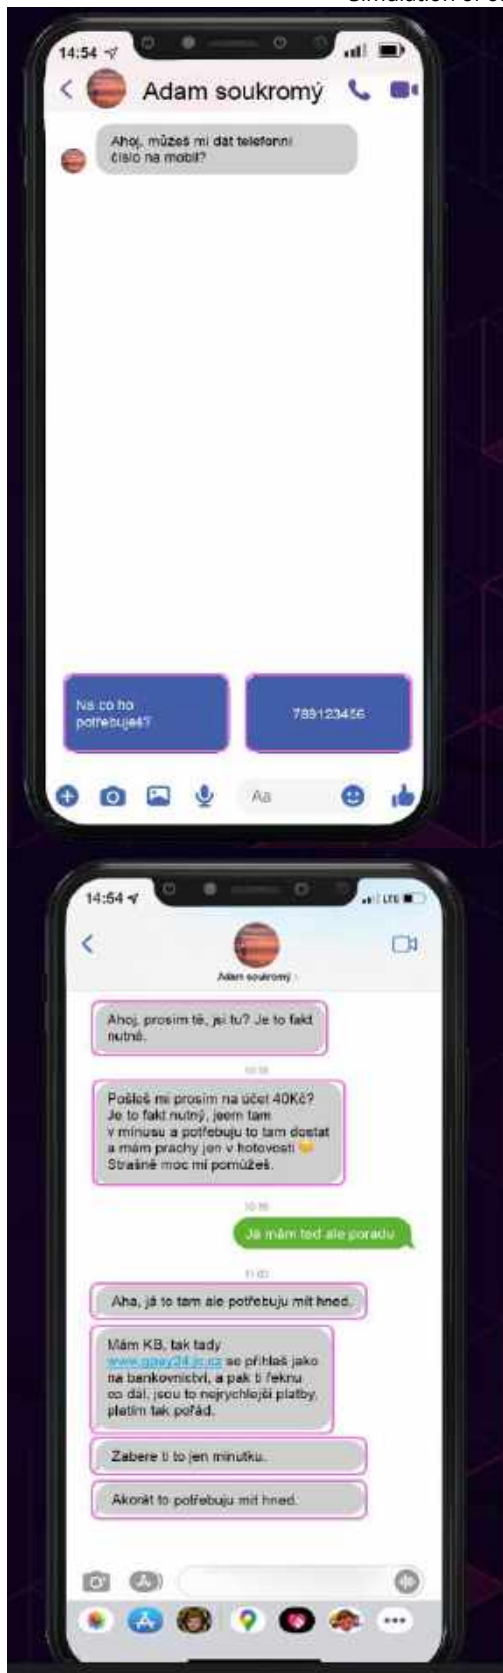 14:54
Adam soukromý
Ahoj, můžeš mi dát telefonní
číslo na mobil?
Na co ho
potřebuješ?
789123456
Aa
14:54
LTE
Adam soukromý
Ahoj, prosím tě, jsi tu? Je to fakt
nutné.
Pošleš mi prosím na účet 40Kč?
Je to fakt nutný, jsem tam
v mínusu a potřebuju to tam dostat
a mám prachy jen v hotovosti
Strašně moc mi pomůžeš.
Já mám teď ale poradu
Aha, já to tam ale potřebuju mít hned.
Mám KB, tak tady
www.gpay24.jc.cz se přihlaš jako
na bankovnictví, a pak ti řeknu
co dál, jsou to nejrychlejší platby,
platím tak pořád.
Zabere ti to jen minutku.
Akorát to potřebuju mít hned.